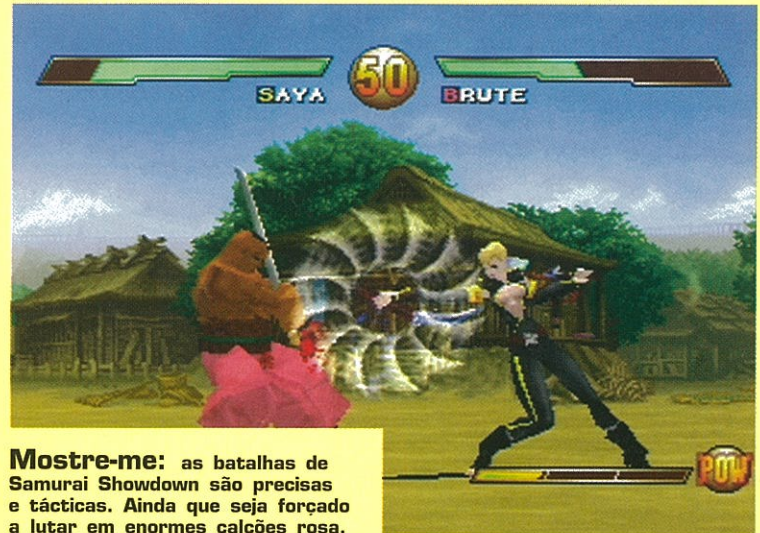 50
SAYA BRUTE
Mostre-me: as batalhas de
Samurai Showdown são precisas
e tácticas. Ainda que seja forçado
a lutar em enormes calções rosa.
POW